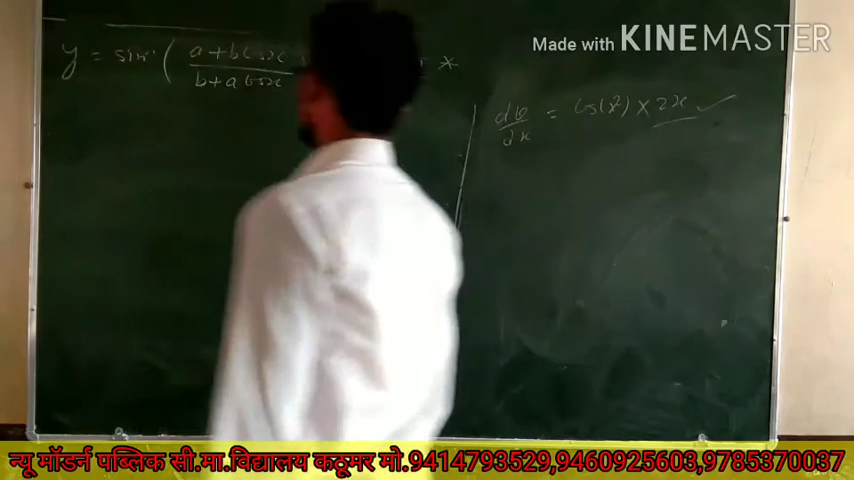 Made with KINEMASTER
y = sin⁻¹ ( a + b cos x / b + a cos x *
dθ/dx = cos(x²) × 2x ✓
न्यू मॉडर्न पब्लिक सी.मा.विद्यालय कठूमर मो.9414793529,9460925603,9785370037